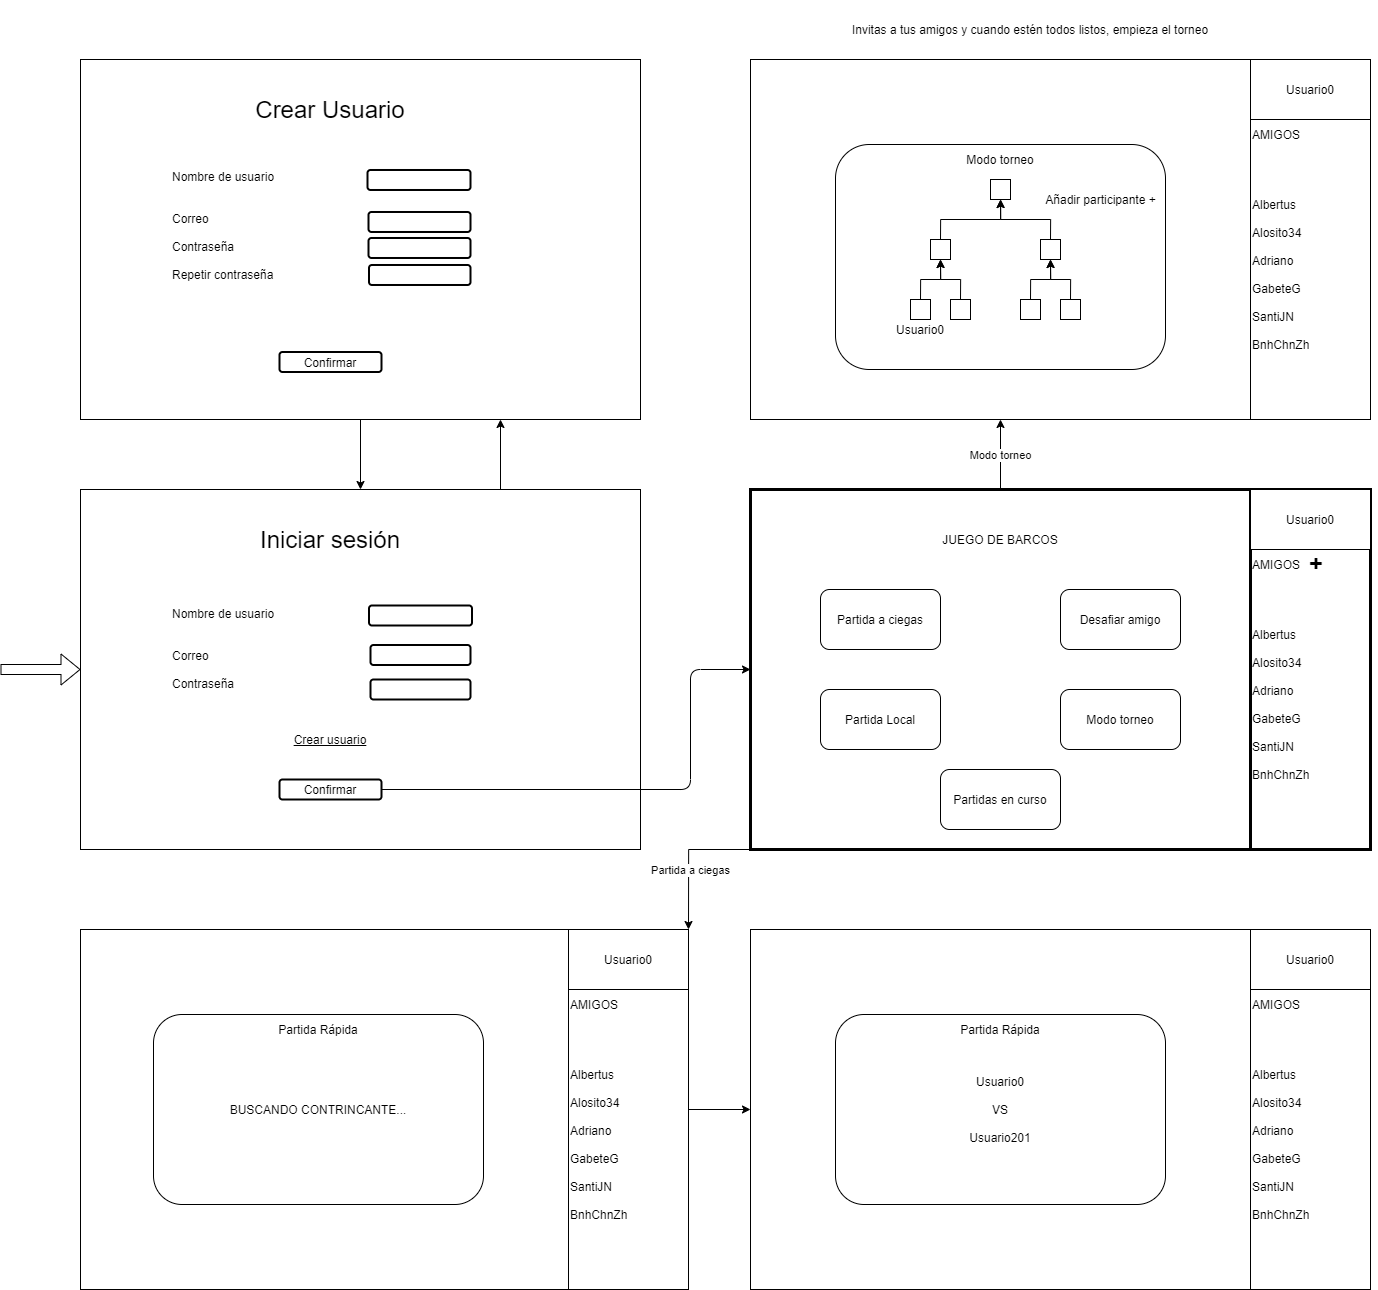 Invitas a tus amigos y cuando estén todos listos, empieza el torneo
Crear Usuario
Nombre de usuario
Correo
Contraseña
Repetir contraseña
Confirmar
Modo torneo
Añadir participante +
Usuario0
Usuario0
AMIGOS
Albertus
Alosito34
Adriano
GabeteG
SantiJN
BnhChnZh
Modo torneo
Iniciar sesión
Nombre de usuario
Correo
Contraseña
Crear usuario
Confirmar
JUEGO DE BARCOS
Partida a ciegas
Desafiar amigo
Partida Local
Modo torneo
Partidas en curso
Usuario0
AMIGOS +
Albertus
Alosito34
Adriano
GabeteG
SantiJN
BnhChnZh
Partida a ciegas
Partida Rápida
BUSCANDO CONTRINCANTE...
Usuario0
AMIGOS
Albertus
Alosito34
Adriano
GabeteG
SantiJN
BnhChnZh
Partida Rápida
Usuario0
VS
Usuario201
Usuario0
AMIGOS
Albertus
Alosito34
Adriano
GabeteG
SantiJN
BnhChnZh